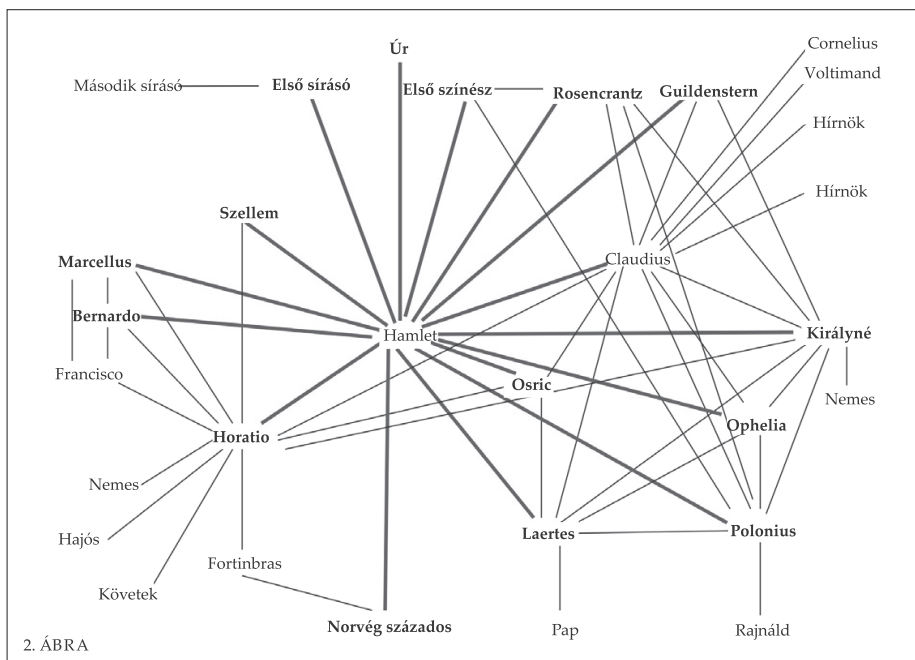 Úr
Cornelius
Voltimand
Második sírásó
Első sírásó
Első színész
Rosencrantz
Guildenstern
Hírnök
Hírnök
Szellem
Marcellus
Claudius
Bernardo
Hamlet
Királyné
Francisco
Osric
Nemes
Horatio
Ophelia
Nemes
Hajós
Laertes
Polonius
Fortinbras
Követek
Norvég százados
Pap
Rajnáld
2. ÁBRA